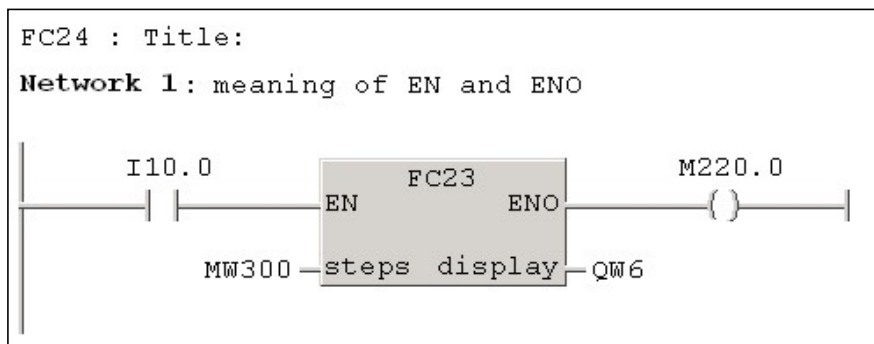 FC24 : Title:
Network 1: meaning of EN and ENO
I10.0
M220.0
FC23
EN ENO
MW300 steps display QW6